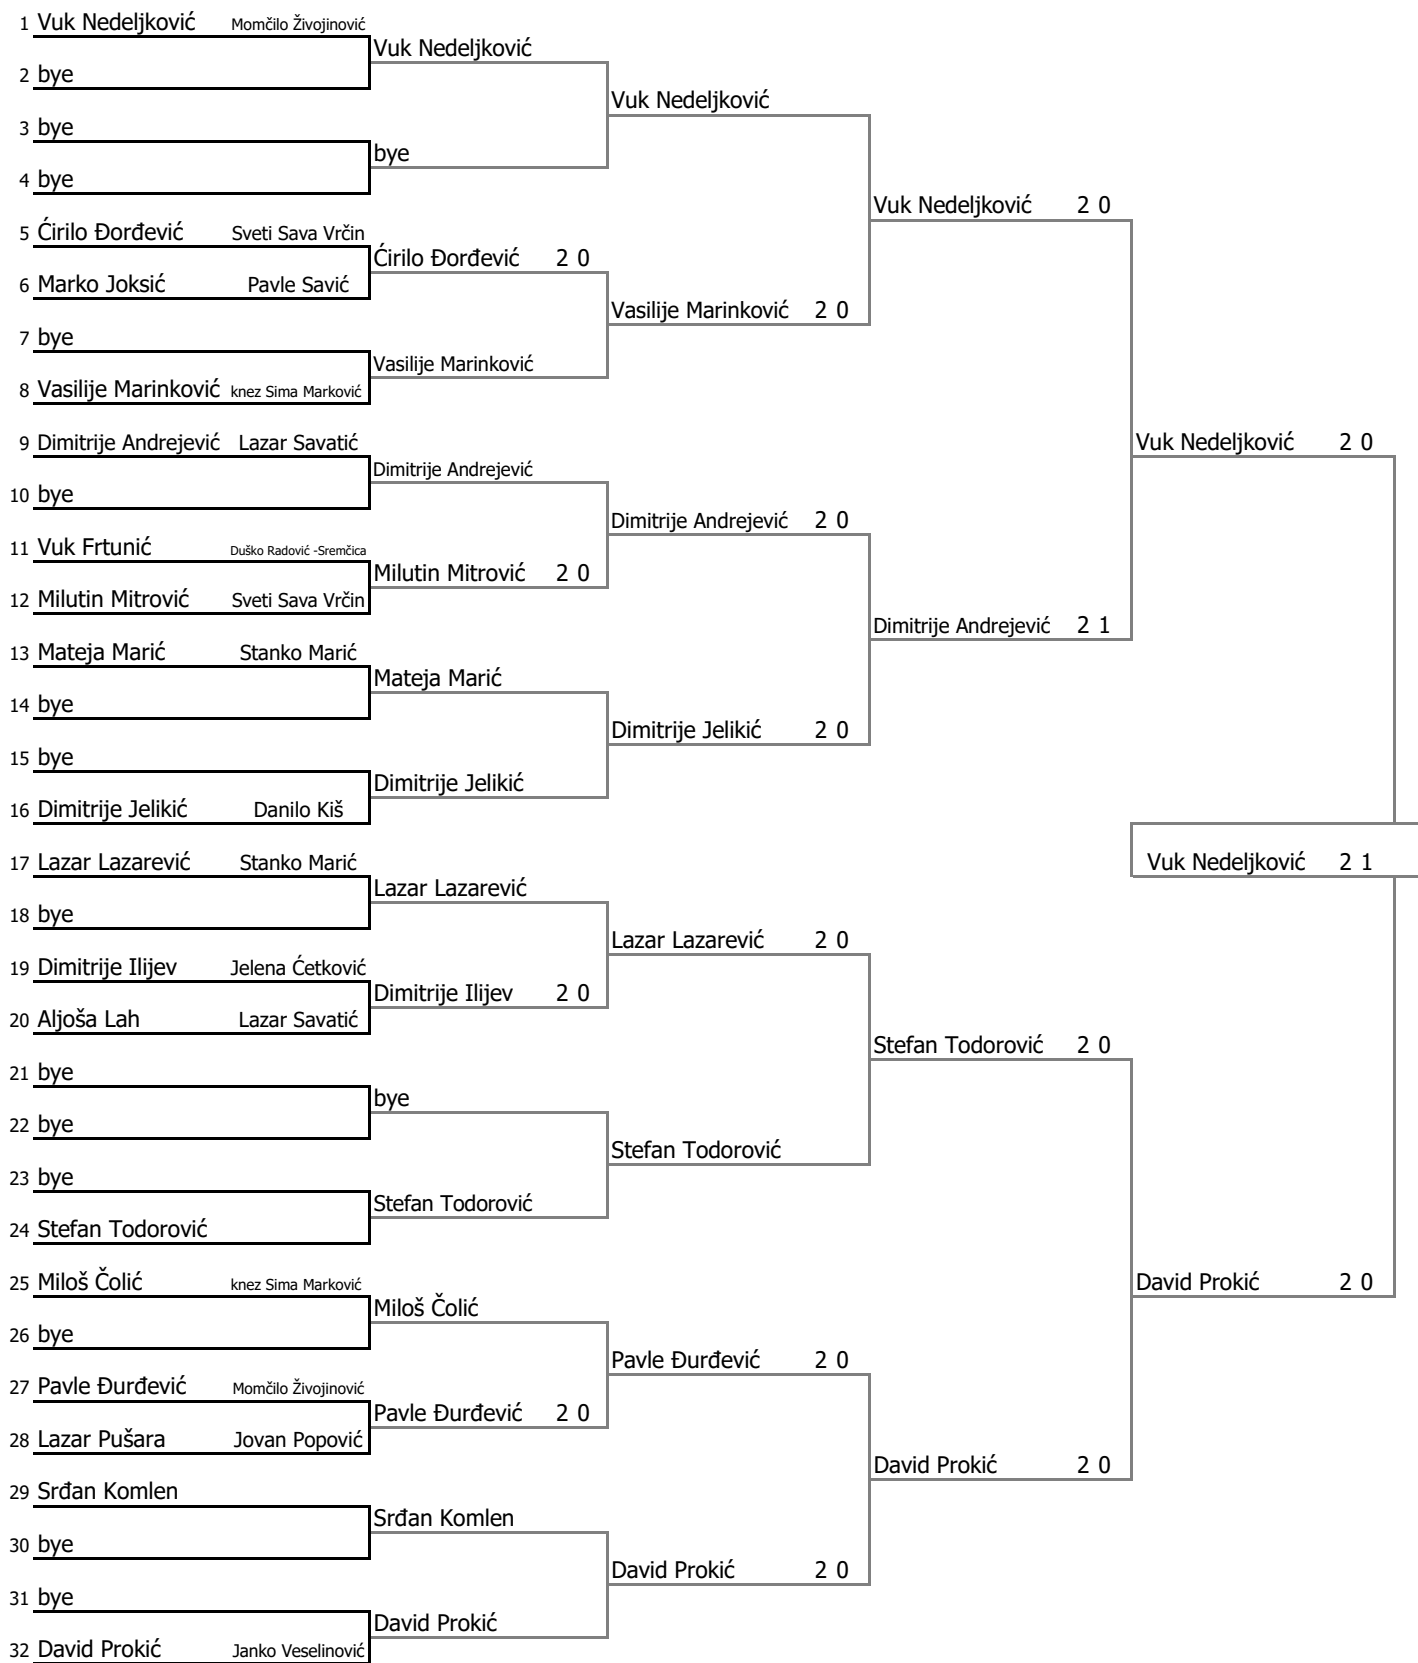 1 Vuk Nedeljković Momčilo Živojinović
Vuk Nedeljković
2 bye
Vuk Nedeljković
3 bye
bye
4 bye
Vuk Nedeljković 2 0
5 Ćirilo Đorđević Sveti Sava Vrčin
Ćirilo Đorđević 2 0
6 Marko Joksić Pavle Savić
Vasilije Marinković 2 0
7 bye
Vasilije Marinković
8 Vasilije Marinković knez Sima Marković
9 Dimitrije Andrejević Lazar Savatić
Vuk Nedeljković 2 0
Dimitrije Andrejević
10 bye
Dimitrije Andrejević 2 0
11 Vuk Frtunić Duško Radović -Sremčica
Milutin Mitrović 2 0
12 Milutin Mitrović Sveti Sava Vrčin
Dimitrije Andrejević 2 1
13 Mateja Marić Stanko Marić
Mateja Marić
14 bye
Dimitrije Jelikić 2 0
15 bye
Dimitrije Jelikić
16 Dimitrije Jelikić Danilo Kiš
17 Lazar Lazarević Stanko Marić
Vuk Nedeljković 2 1
Lazar Lazarević
18 bye
Lazar Lazarević 2 0
19 Dimitrije Ilijev Jelena Ćetković
Dimitrije Ilijev 2 0
20 Aljoša Lah Lazar Savatić
Stefan Todorović 2 0
21 bye
bye
22 bye
Stefan Todorović
23 bye
Stefan Todorović
24 Stefan Todorović
25 Miloš Čolić knez Sima Marković
David Prokić 2 0
Miloš Čolić
26 bye
Pavle Đurđević 2 0
27 Pavle Đurđević Momčilo Živojinović
Pavle Đurđević 2 0
28 Lazar Pušara Jovan Popović
David Prokić 2 0
29 Srđan Komlen
Srđan Komlen
30 bye
David Prokić 2 0
31 bye
David Prokić
32 David Prokić Janko Veselinović